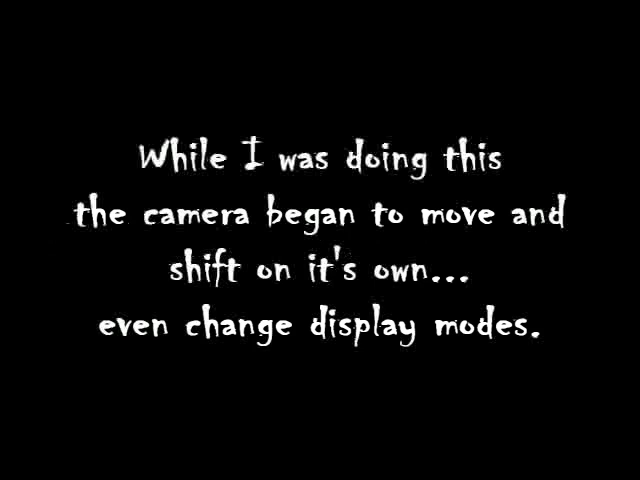 While I was doing this
the camera began to move and
shift on it's own...
even change display modes.